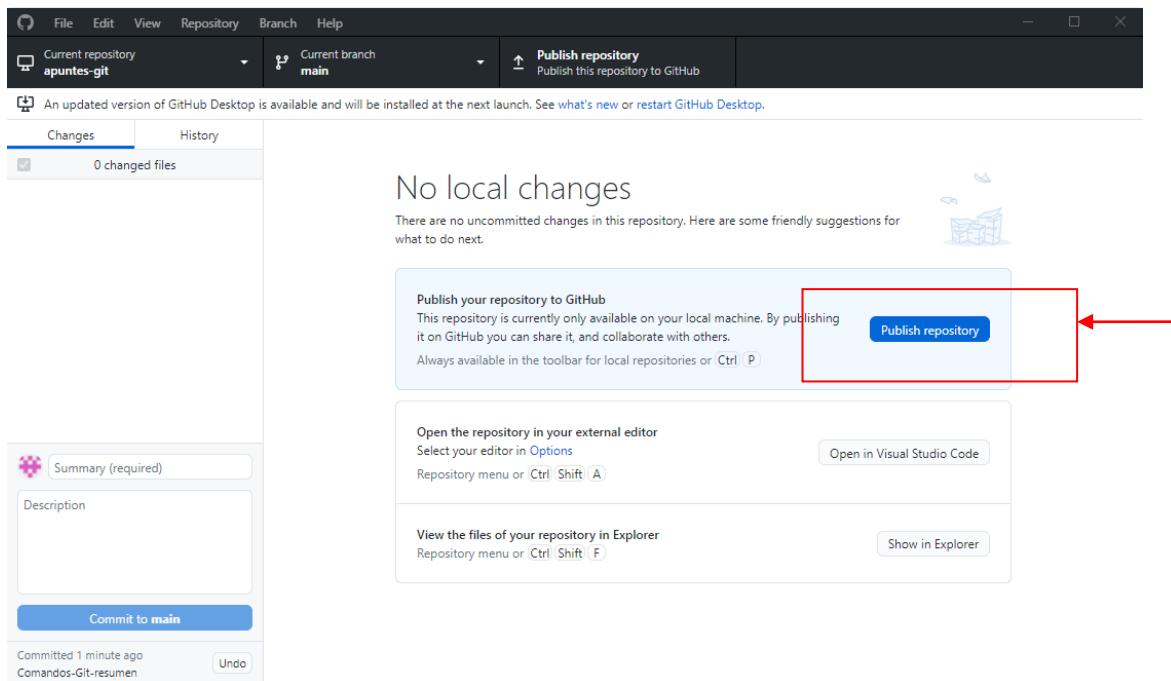 File Edit View Repository Branch Help
Current repository
apuntes-git
Current branch
main
Publish repository
Publish this repository to GitHub
An updated version of GitHub Desktop is available and will be installed at the next launch. See what's new or restart GitHub Desktop.
Changes History
0 changed files
No local changes
There are no uncommitted changes in this repository. Here are some friendly suggestions for
what to do next.
Publish your repository to GitHub
This repository is currently only available on your local machine. By publishing
it on GitHub you can share it, and collaborate with others.
Always available in the toolbar for local repositories or Ctrl P
Publish repository
Open the repository in your external editor
Select your editor in Options
Repository menu or Ctrl Shift A
Open in Visual Studio Code
View the files of your repository in Explorer
Repository menu or Ctrl Shift F
Show in Explorer
Summary (required)
Description
Commit to main
Committed 1 minute ago
Comandos-Git-resumen
Undo